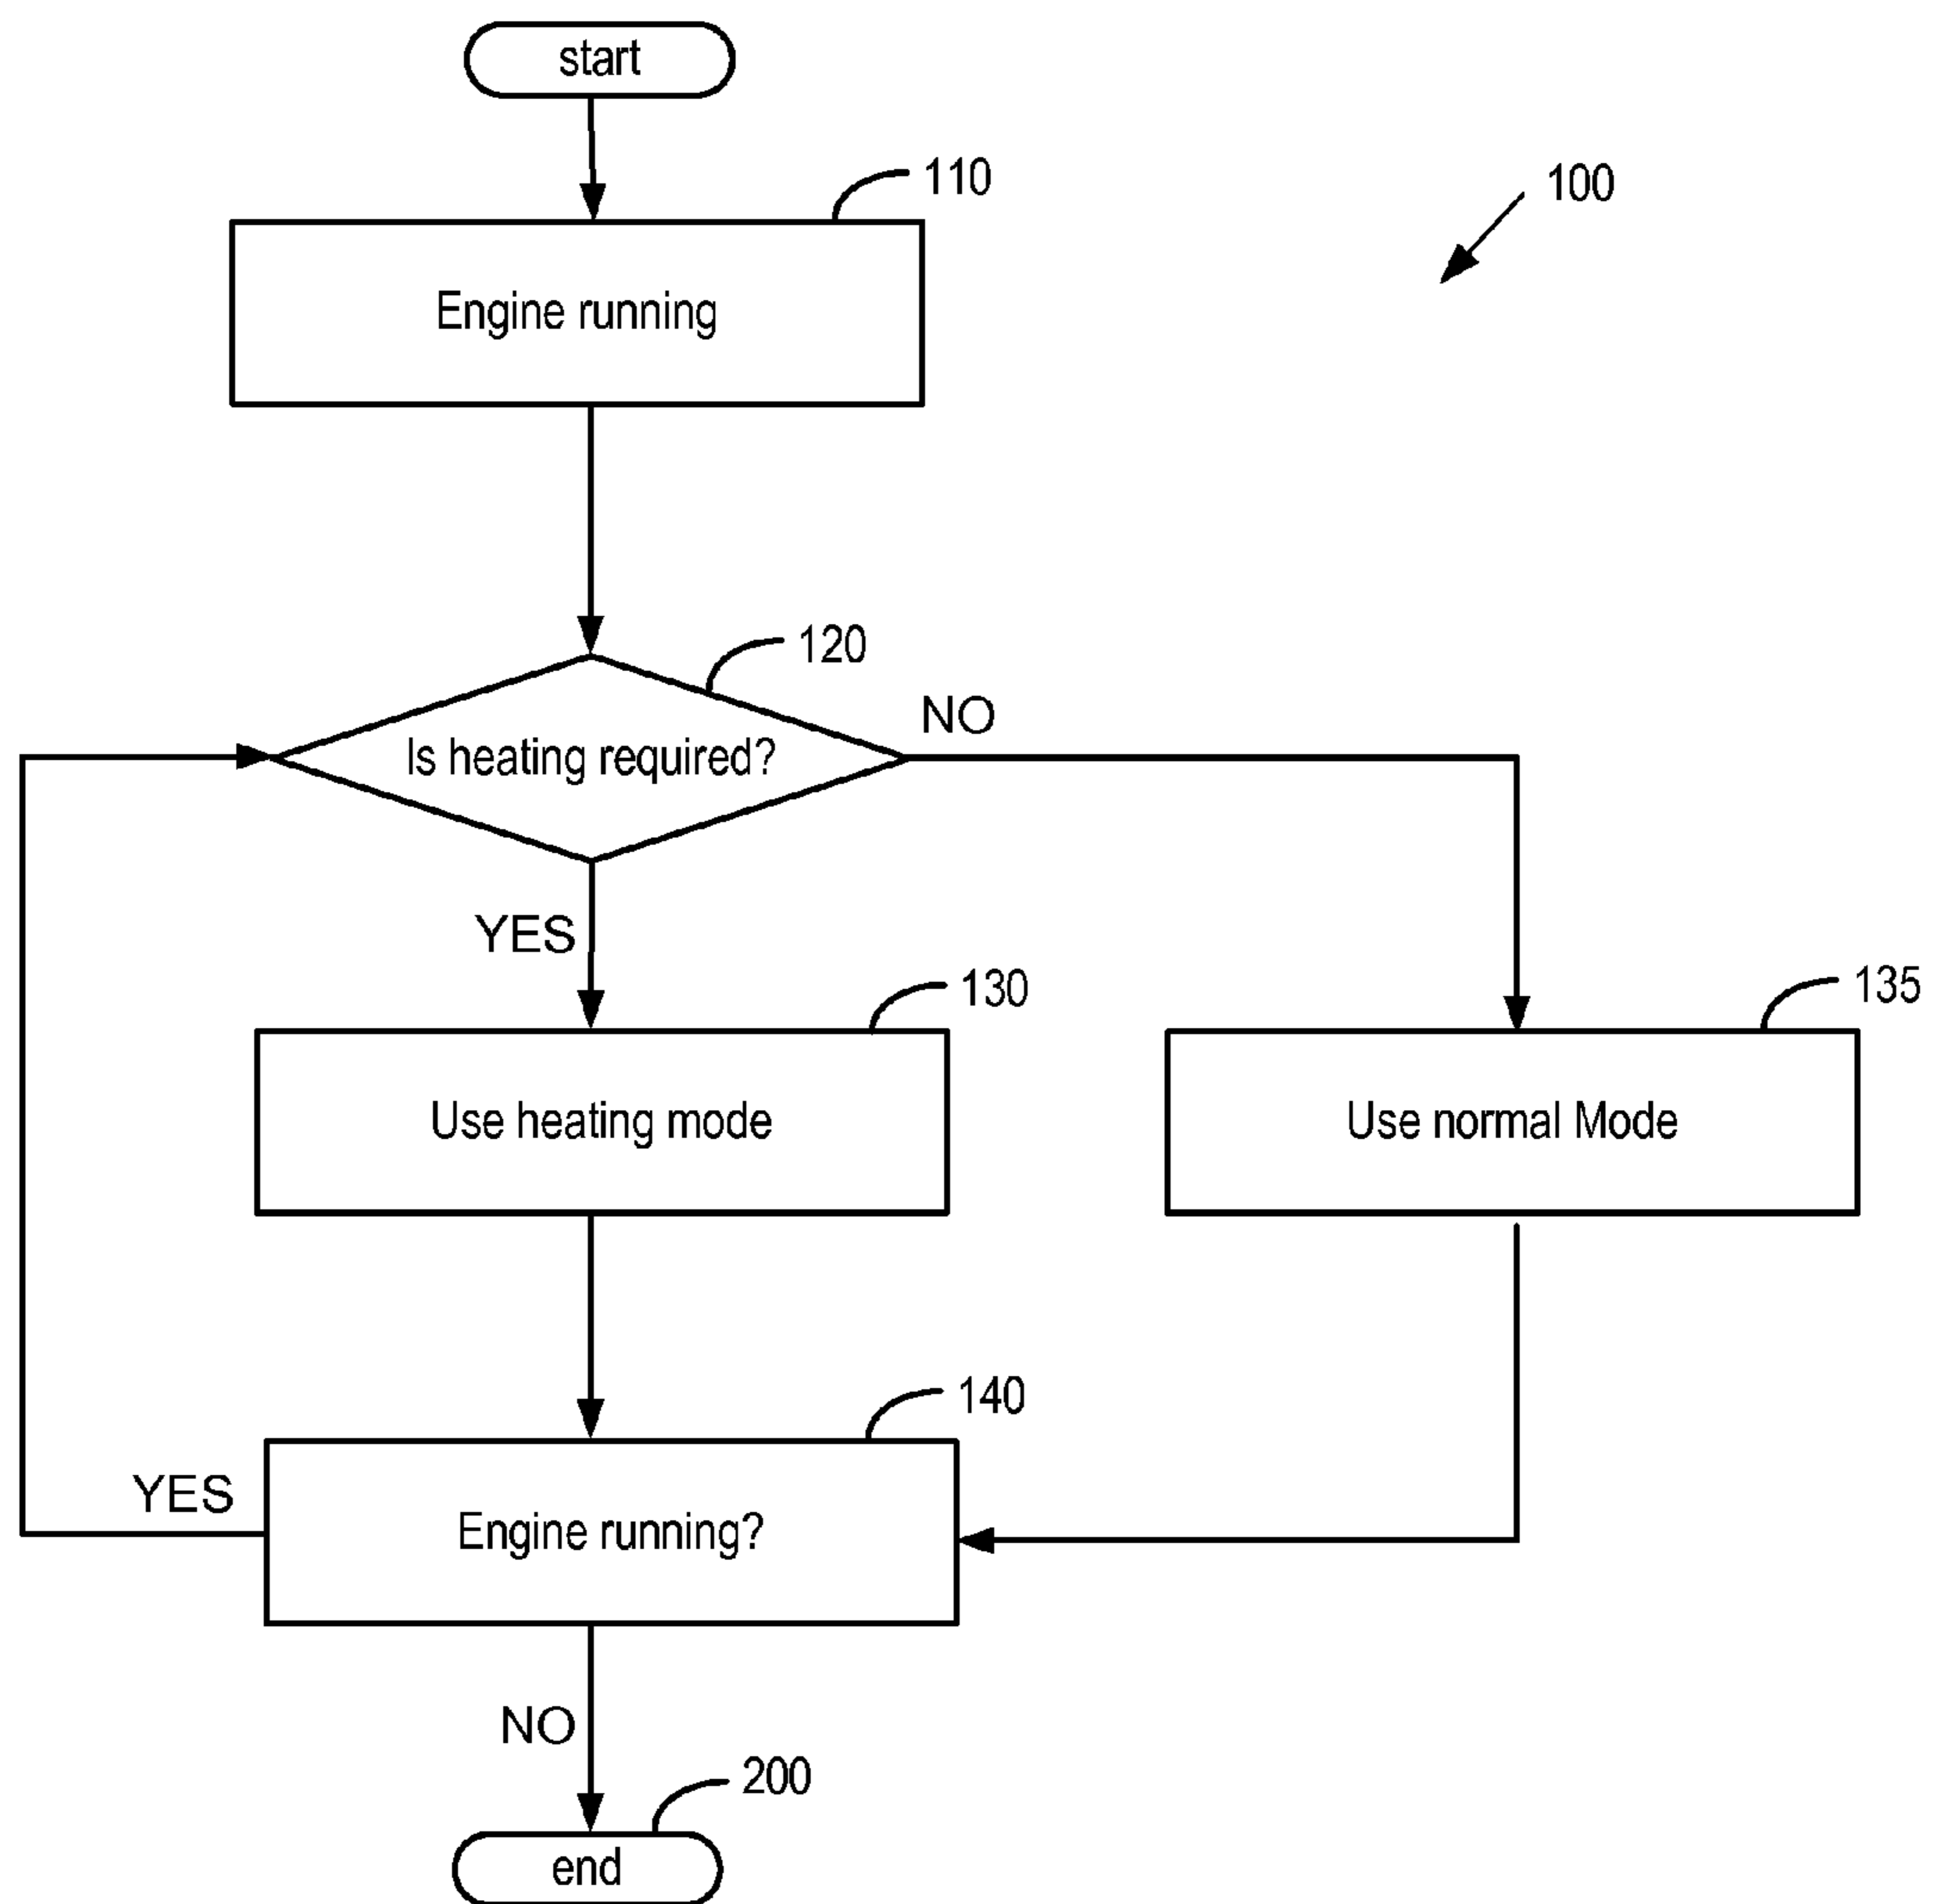 start
110
100
Engine running
120
NO
Is heating required?
YES
130
135
Use heating mode
Use normal Mode
140
YES
Engine running?
NO
200
end